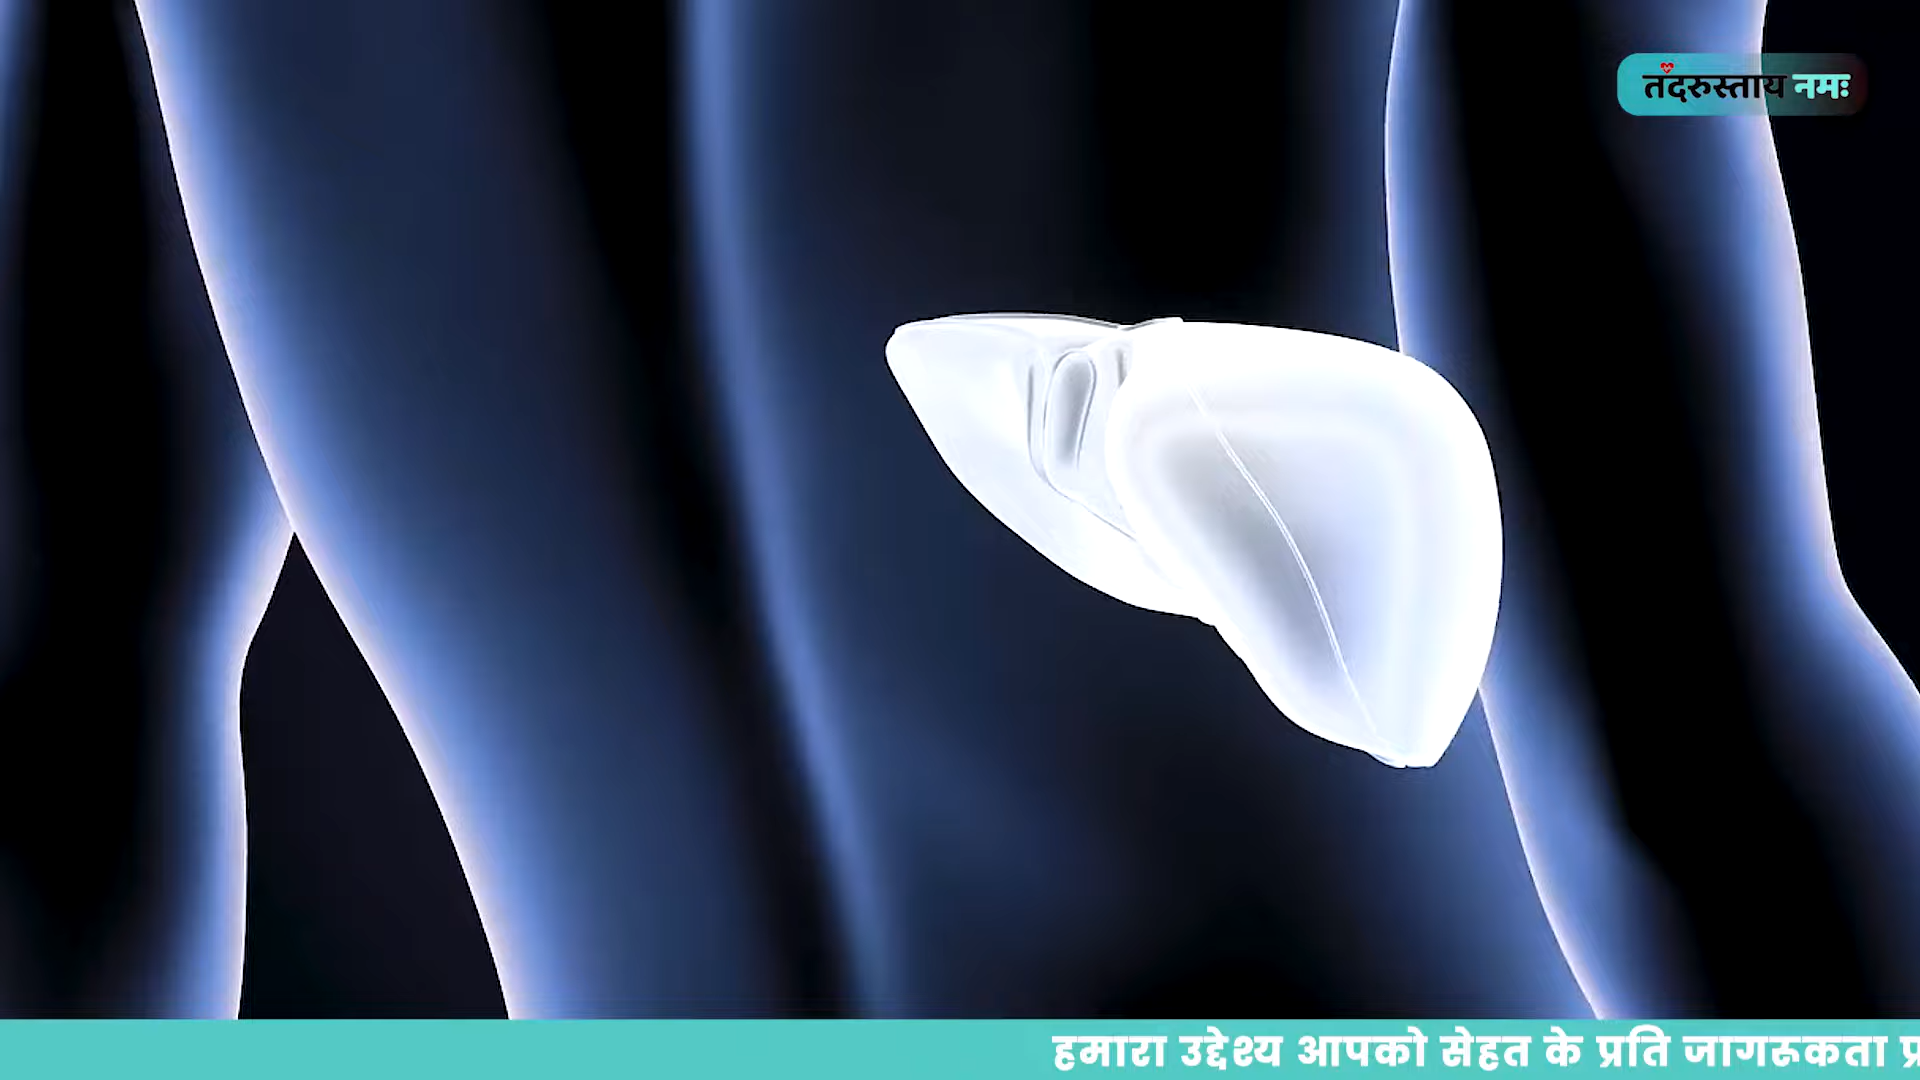 तंदरुस्ताय नमः
हमारा उद्देश्य आपको सेहत के प्रति जागरूकता